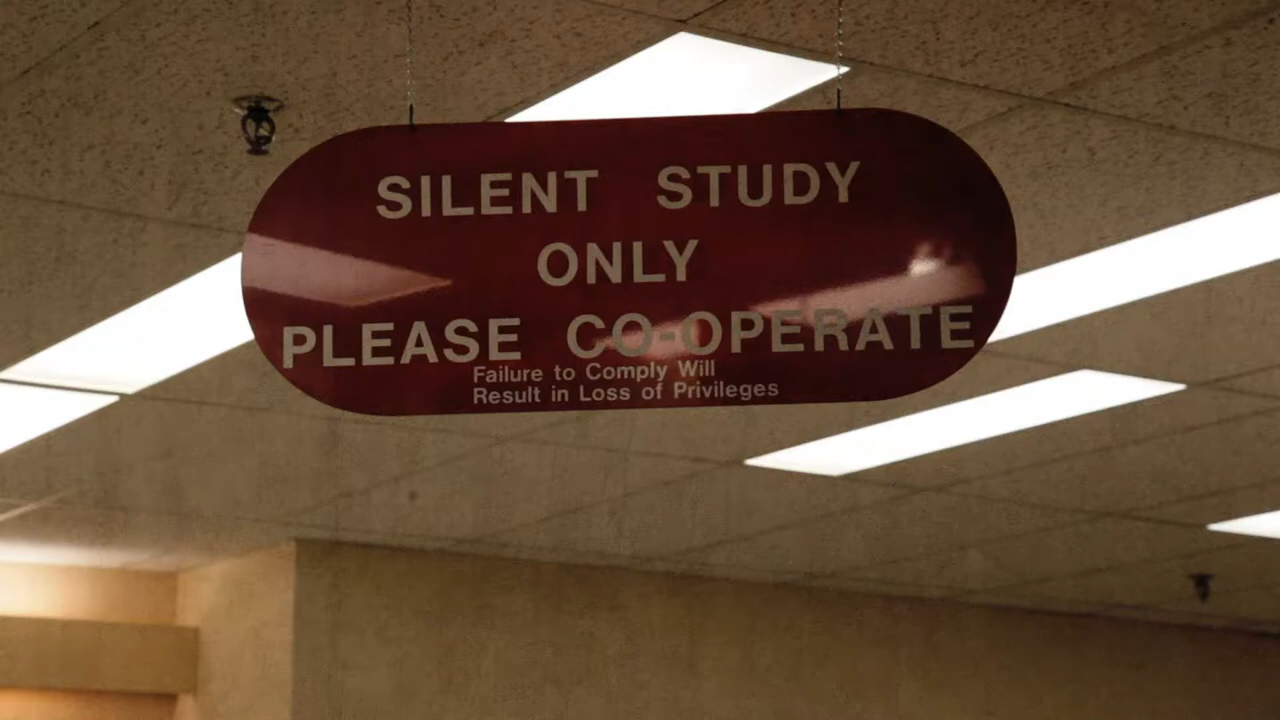 SILENT STUDY
ONLY
PLEASE CO-OPERATE
Failure to Comply Will
Result in Loss of Privileges